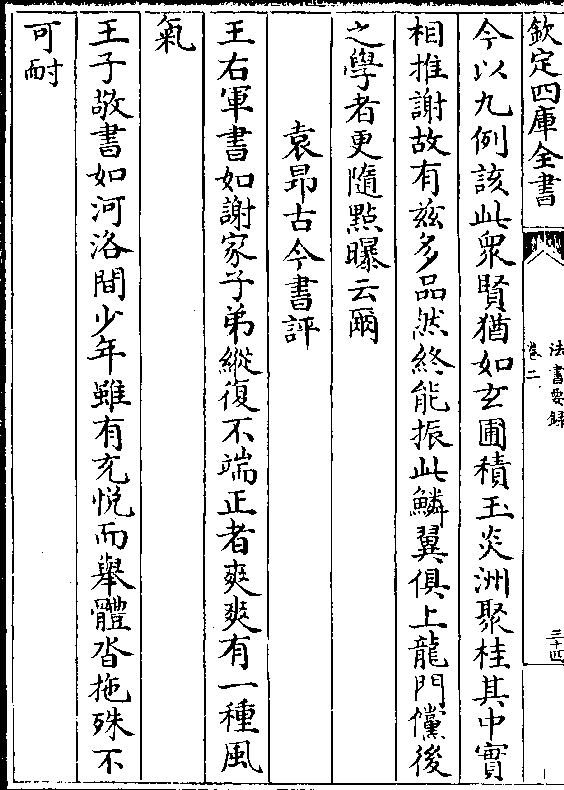 欽定四庫全書
法書要録
卷二
三十四
今以九例該此衆賢猶如玄圃積玉炎洲聚桂其中實
相推謝故有兹多品然終能振此鱗翼俱上龍門儻後
之學者更隨點曝云爾
袁昂古今書評
王右軍書如謝家子弟縱復不端正者爽爽有一種風
氣
王子敬書如河洛間少年雖有充悅而舉體沓拖殊不
可耐